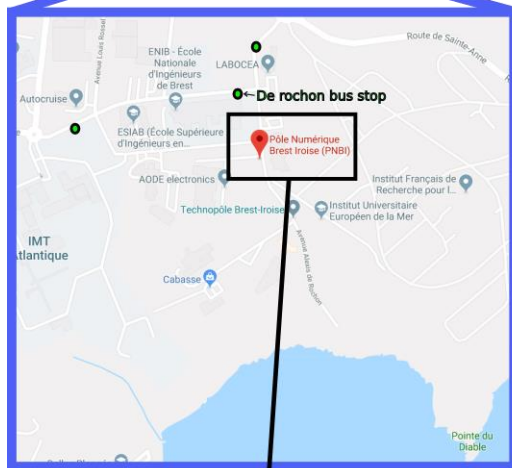 Avenue Louis Rossel
Route de Sainte-Anne
ENIB - École
Nationale
d'Ingénieurs
de Brest
LABOCEA
Autocruise
←De rochon bus stop
ESIAB (École Supérieure
d'Ingénieurs en...
Pôle Numérique
Brest Iroise (PNBI)
AODE electronics
Institut Français de
Recherche pour l...
Technopôle Brest-Iroise
Institut Universitaire
Européen de la Mer
IMT
Atlantique
Avenue Alexis de Rochon
Cabasse
Pointe du
Diable